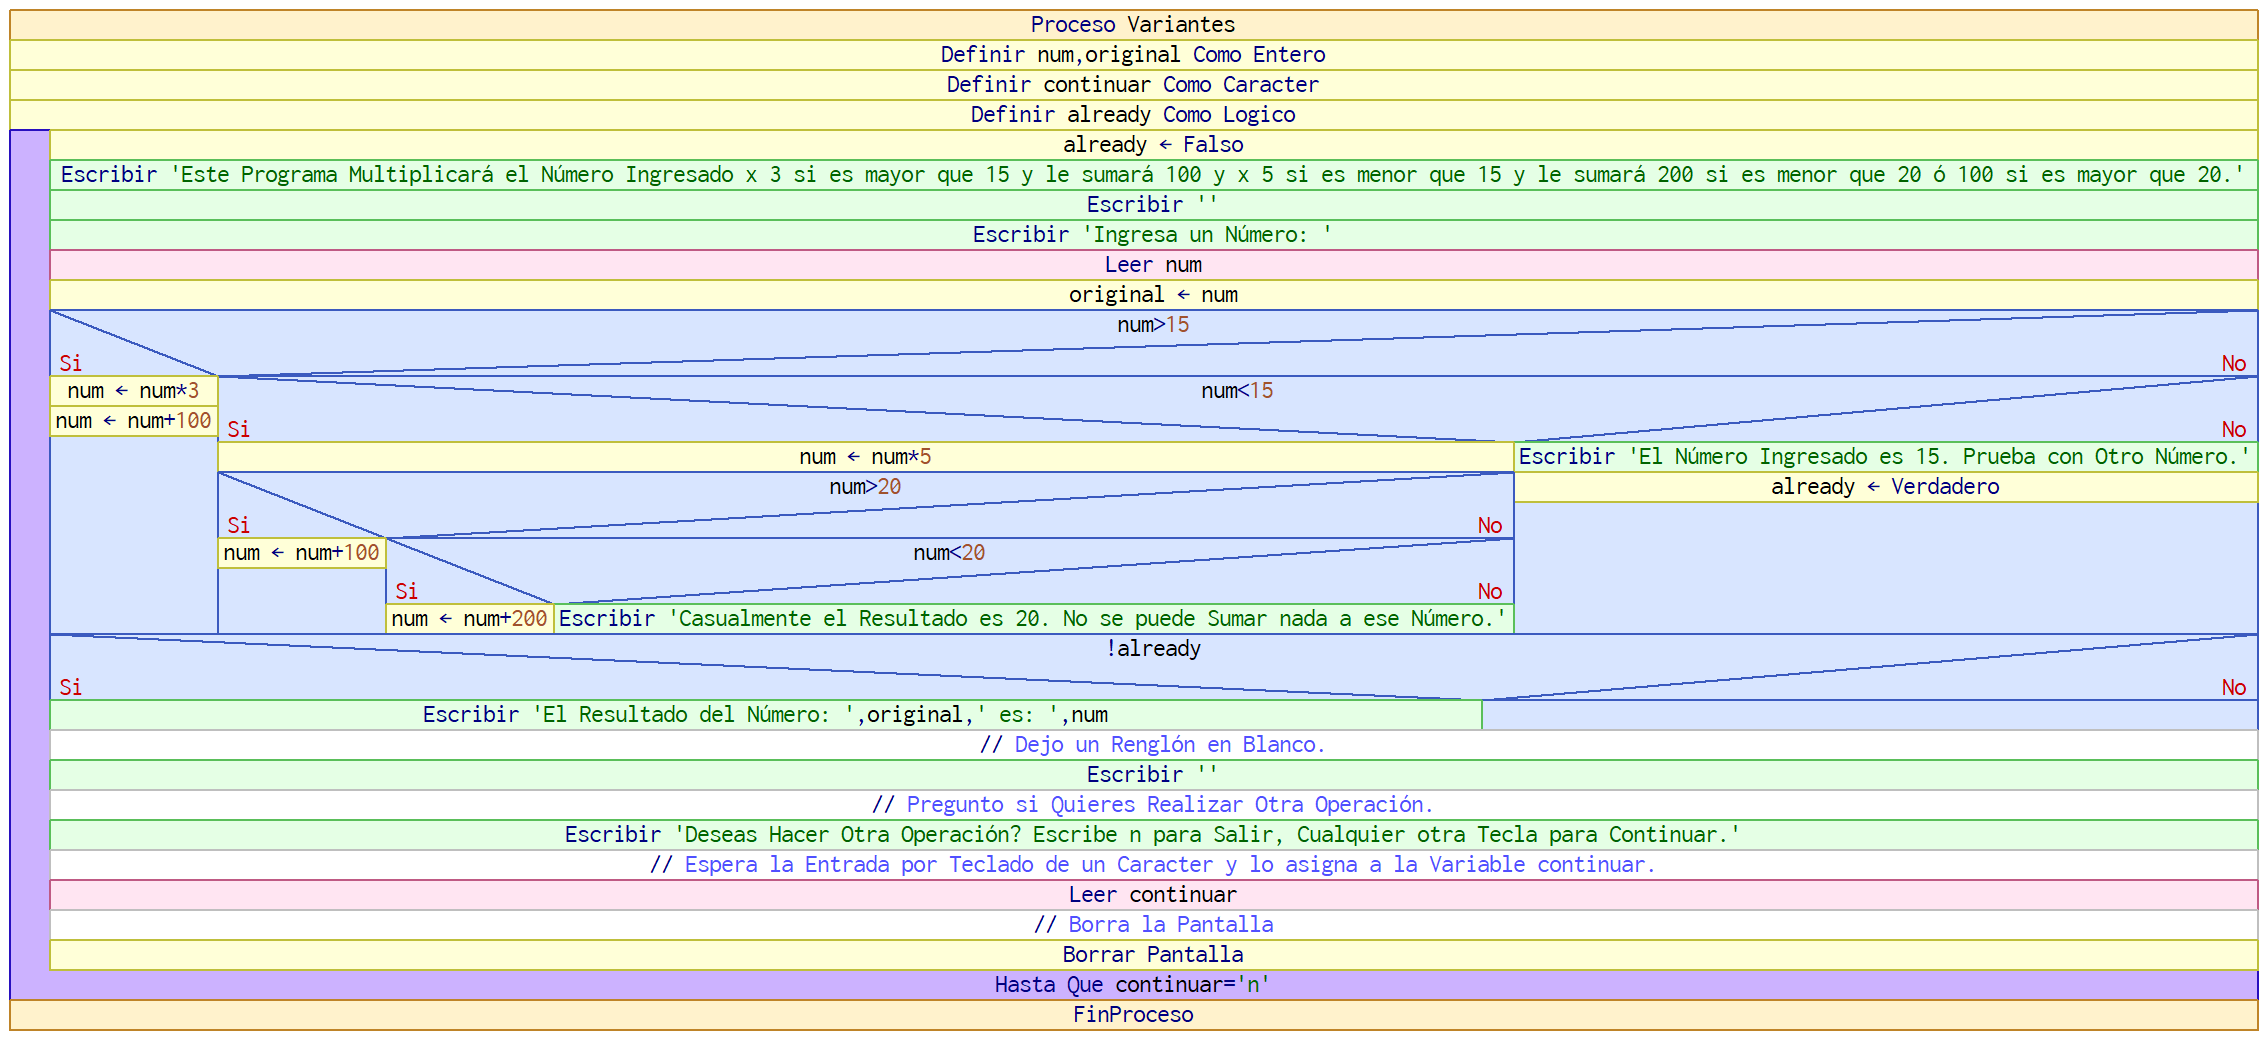 Proceso Variantes
Definir num,original Como Entero
Definir continuar Como Caracter
Definir already Como Logico
already ← Falso
Escribir 'Este Programa Multiplicará el Número Ingresado x 3 si es mayor que 15 y le sumará 100 y x 5 si es menor que 15 y le sumará 200 si es menor que 20 ó 100 si es mayor que 20.'
Escribir ''
Escribir 'Ingresa un Número: '
Leer num
original ← num
num>15
Si
No
num ← num*3
num<15
num ← num+100
Si
No
num ← num*5
Escribir 'El Número Ingresado es 15. Prueba con Otro Número.'
num>20
already ← Verdadero
Si
No
num ← num+100
num<20
Si
No
num ← num+200
Escribir 'Casualmente el Resultado es 20. No se puede Sumar nada a ese Número.'
!already
Si
No
Escribir 'El Resultado del Número: ',original,' es: ',num
// Dejo un Renglón en Blanco.
Escribir ''
// Pregunto si Quieres Realizar Otra Operación.
Escribir 'Deseas Hacer Otra Operación? Escribe n para Salir, Cualquier otra Tecla para Continuar.'
// Espera la Entrada por Teclado de un Caracter y lo asigna a la Variable continuar.
Leer continuar
// Borra la Pantalla
Borrar Pantalla
Hasta Que continuar='n'
FinProceso